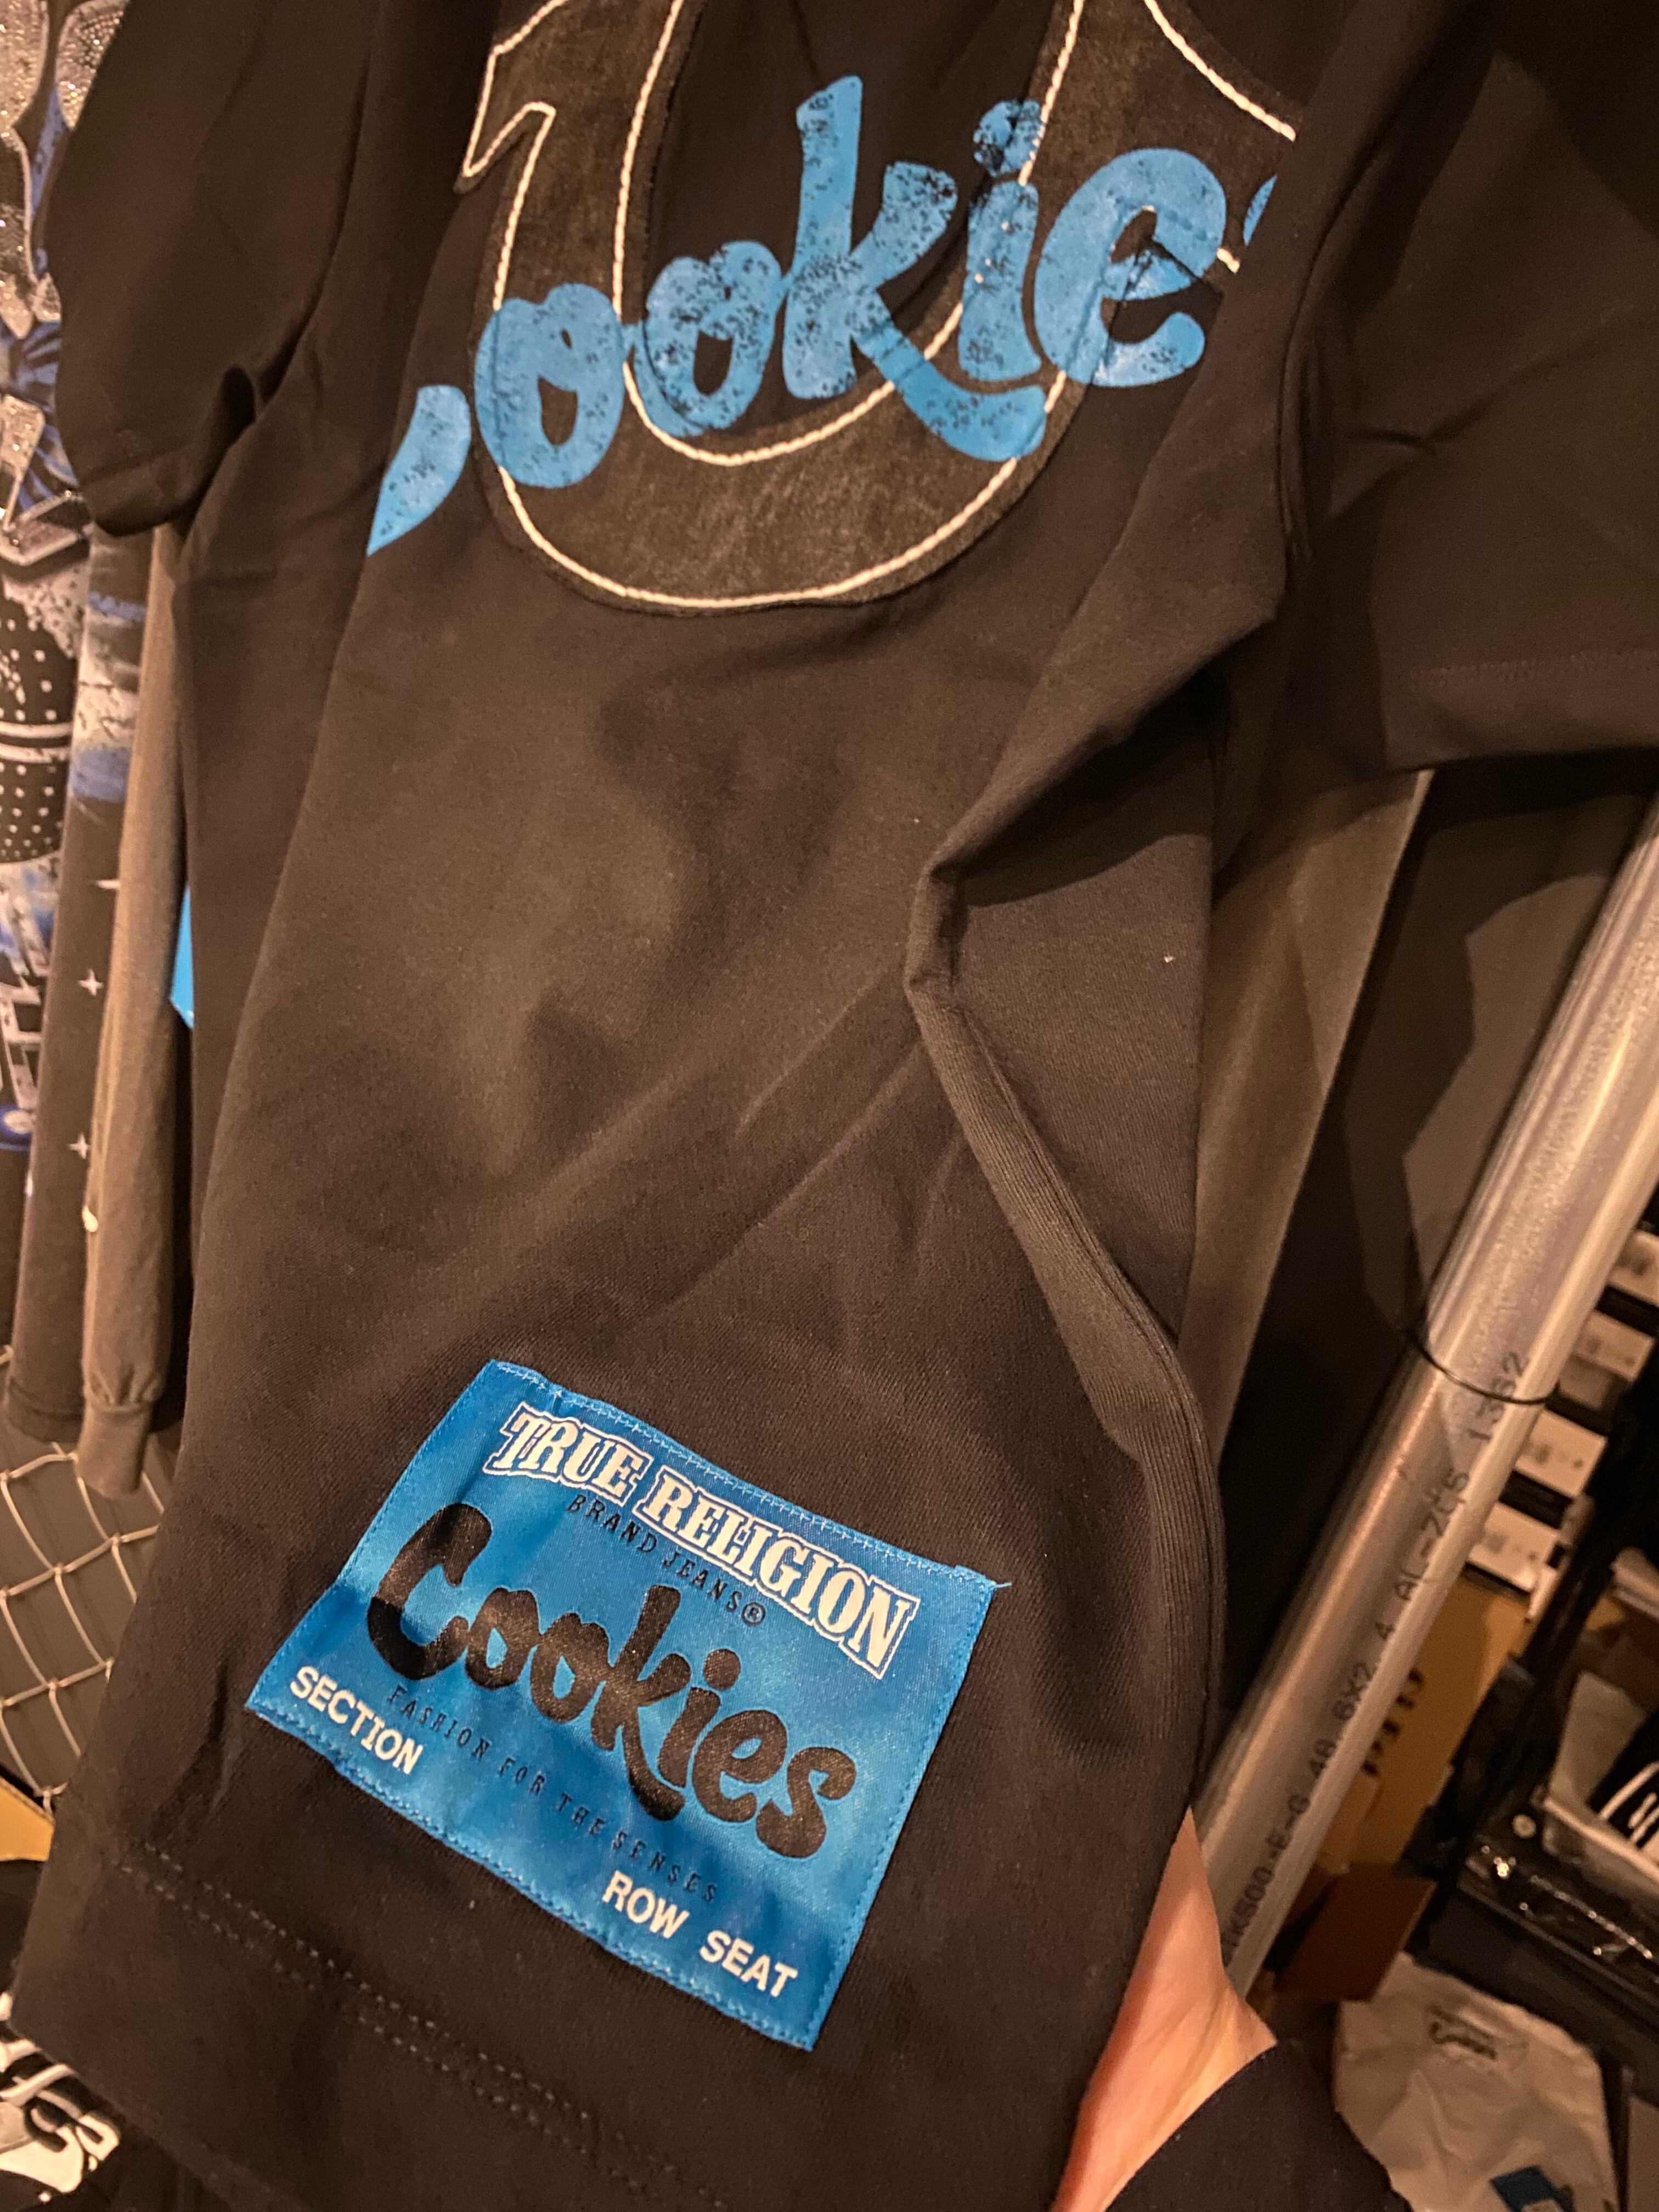 Cookies
TRUE RELIGION
BRAND JEANS®
Cookies
FASHION FOR THE SENSES
SECTION
ROW SEAT